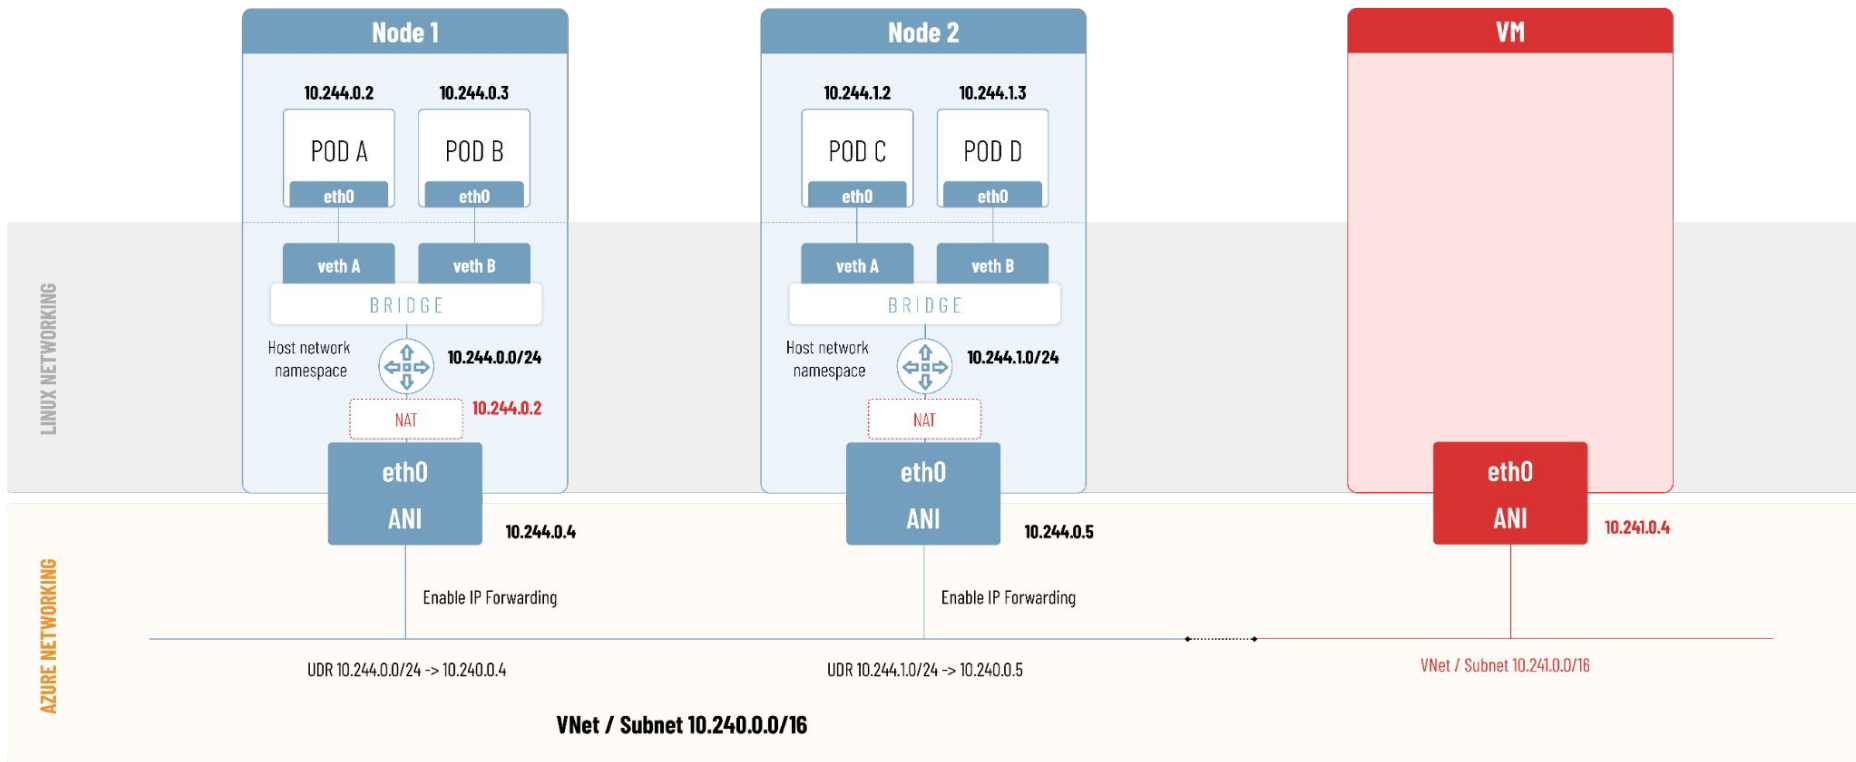 Node 1
Node 2
VM
10.244.0.2
10.244.0.3
10.244.1.2
10.244.1.3
POD A
POD B
POD C
POD D
eth0
eth0
eth0
eth0
veth A
veth B
veth A
veth B
BRIDGE
BRIDGE
LINUX NETWORKING
Host network
namespace
10.244.0.0/24
Host network
namespace
10.244.1.0/24
NAT
10.244.0.2
NAT
eth0
ANI
10.244.0.4
eth0
ANI
10.244.0.5
eth0
ANI
10.241.0.4
AZURE NETWORKING
Enable IP Forwarding
Enable IP Forwarding
UDR 10.244.0.0/24 -> 10.240.0.4
UDR 10.244.1.0/24 -> 10.240.0.5
VNet / Subnet 10.241.0.0/16
VNet / Subnet 10.240.0.0/16